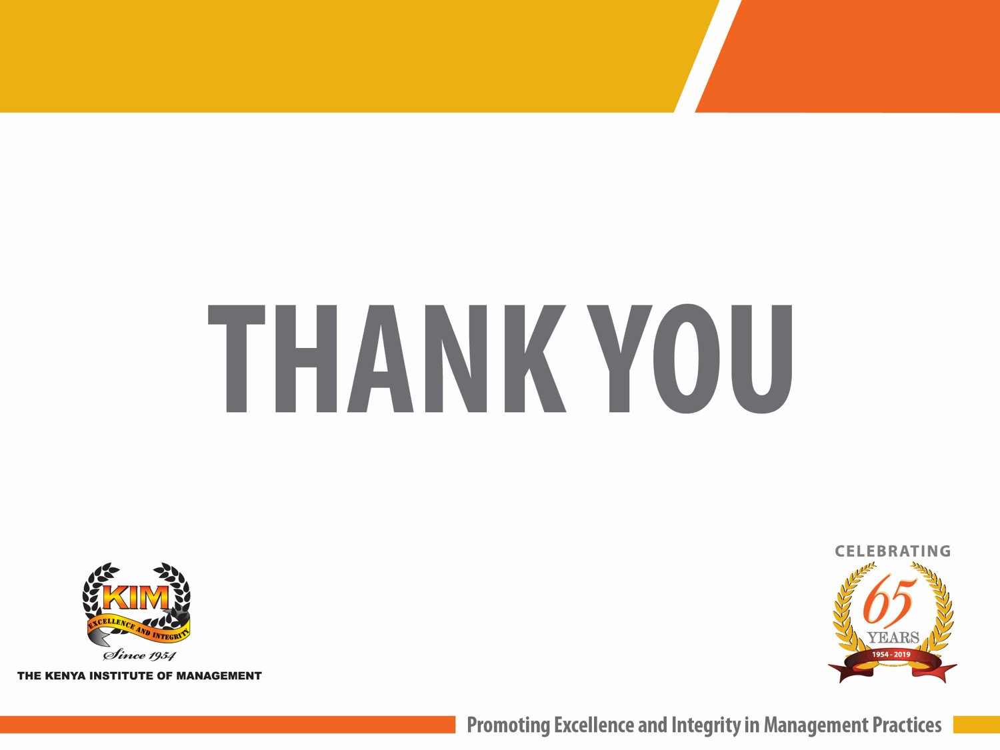 THANK YOU
CELEBRATING
65
YEARS
1954 - 2019
KIM
EXCELLENCE AND INTEGRITY
Since 1954
THE KENYA INSTITUTE OF MANAGEMENT
Promoting Excellence and Integrity in Management Practices